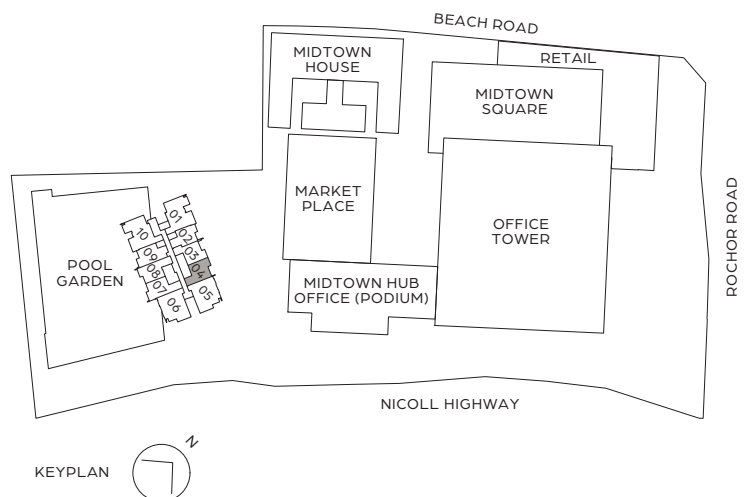 BEACH ROAD
MIDTOWN
HOUSE
RETAIL
MIDTOWN
SQUARE
MARKET
PLACE
OFFICE
TOWER
ROCHOR ROAD
POOL
GARDEN
01
02
03
04
05
10
09
08
07
06
MIDTOWN HUB
OFFICE (PODIUM)
NICOLL HIGHWAY
N
KEYPLAN